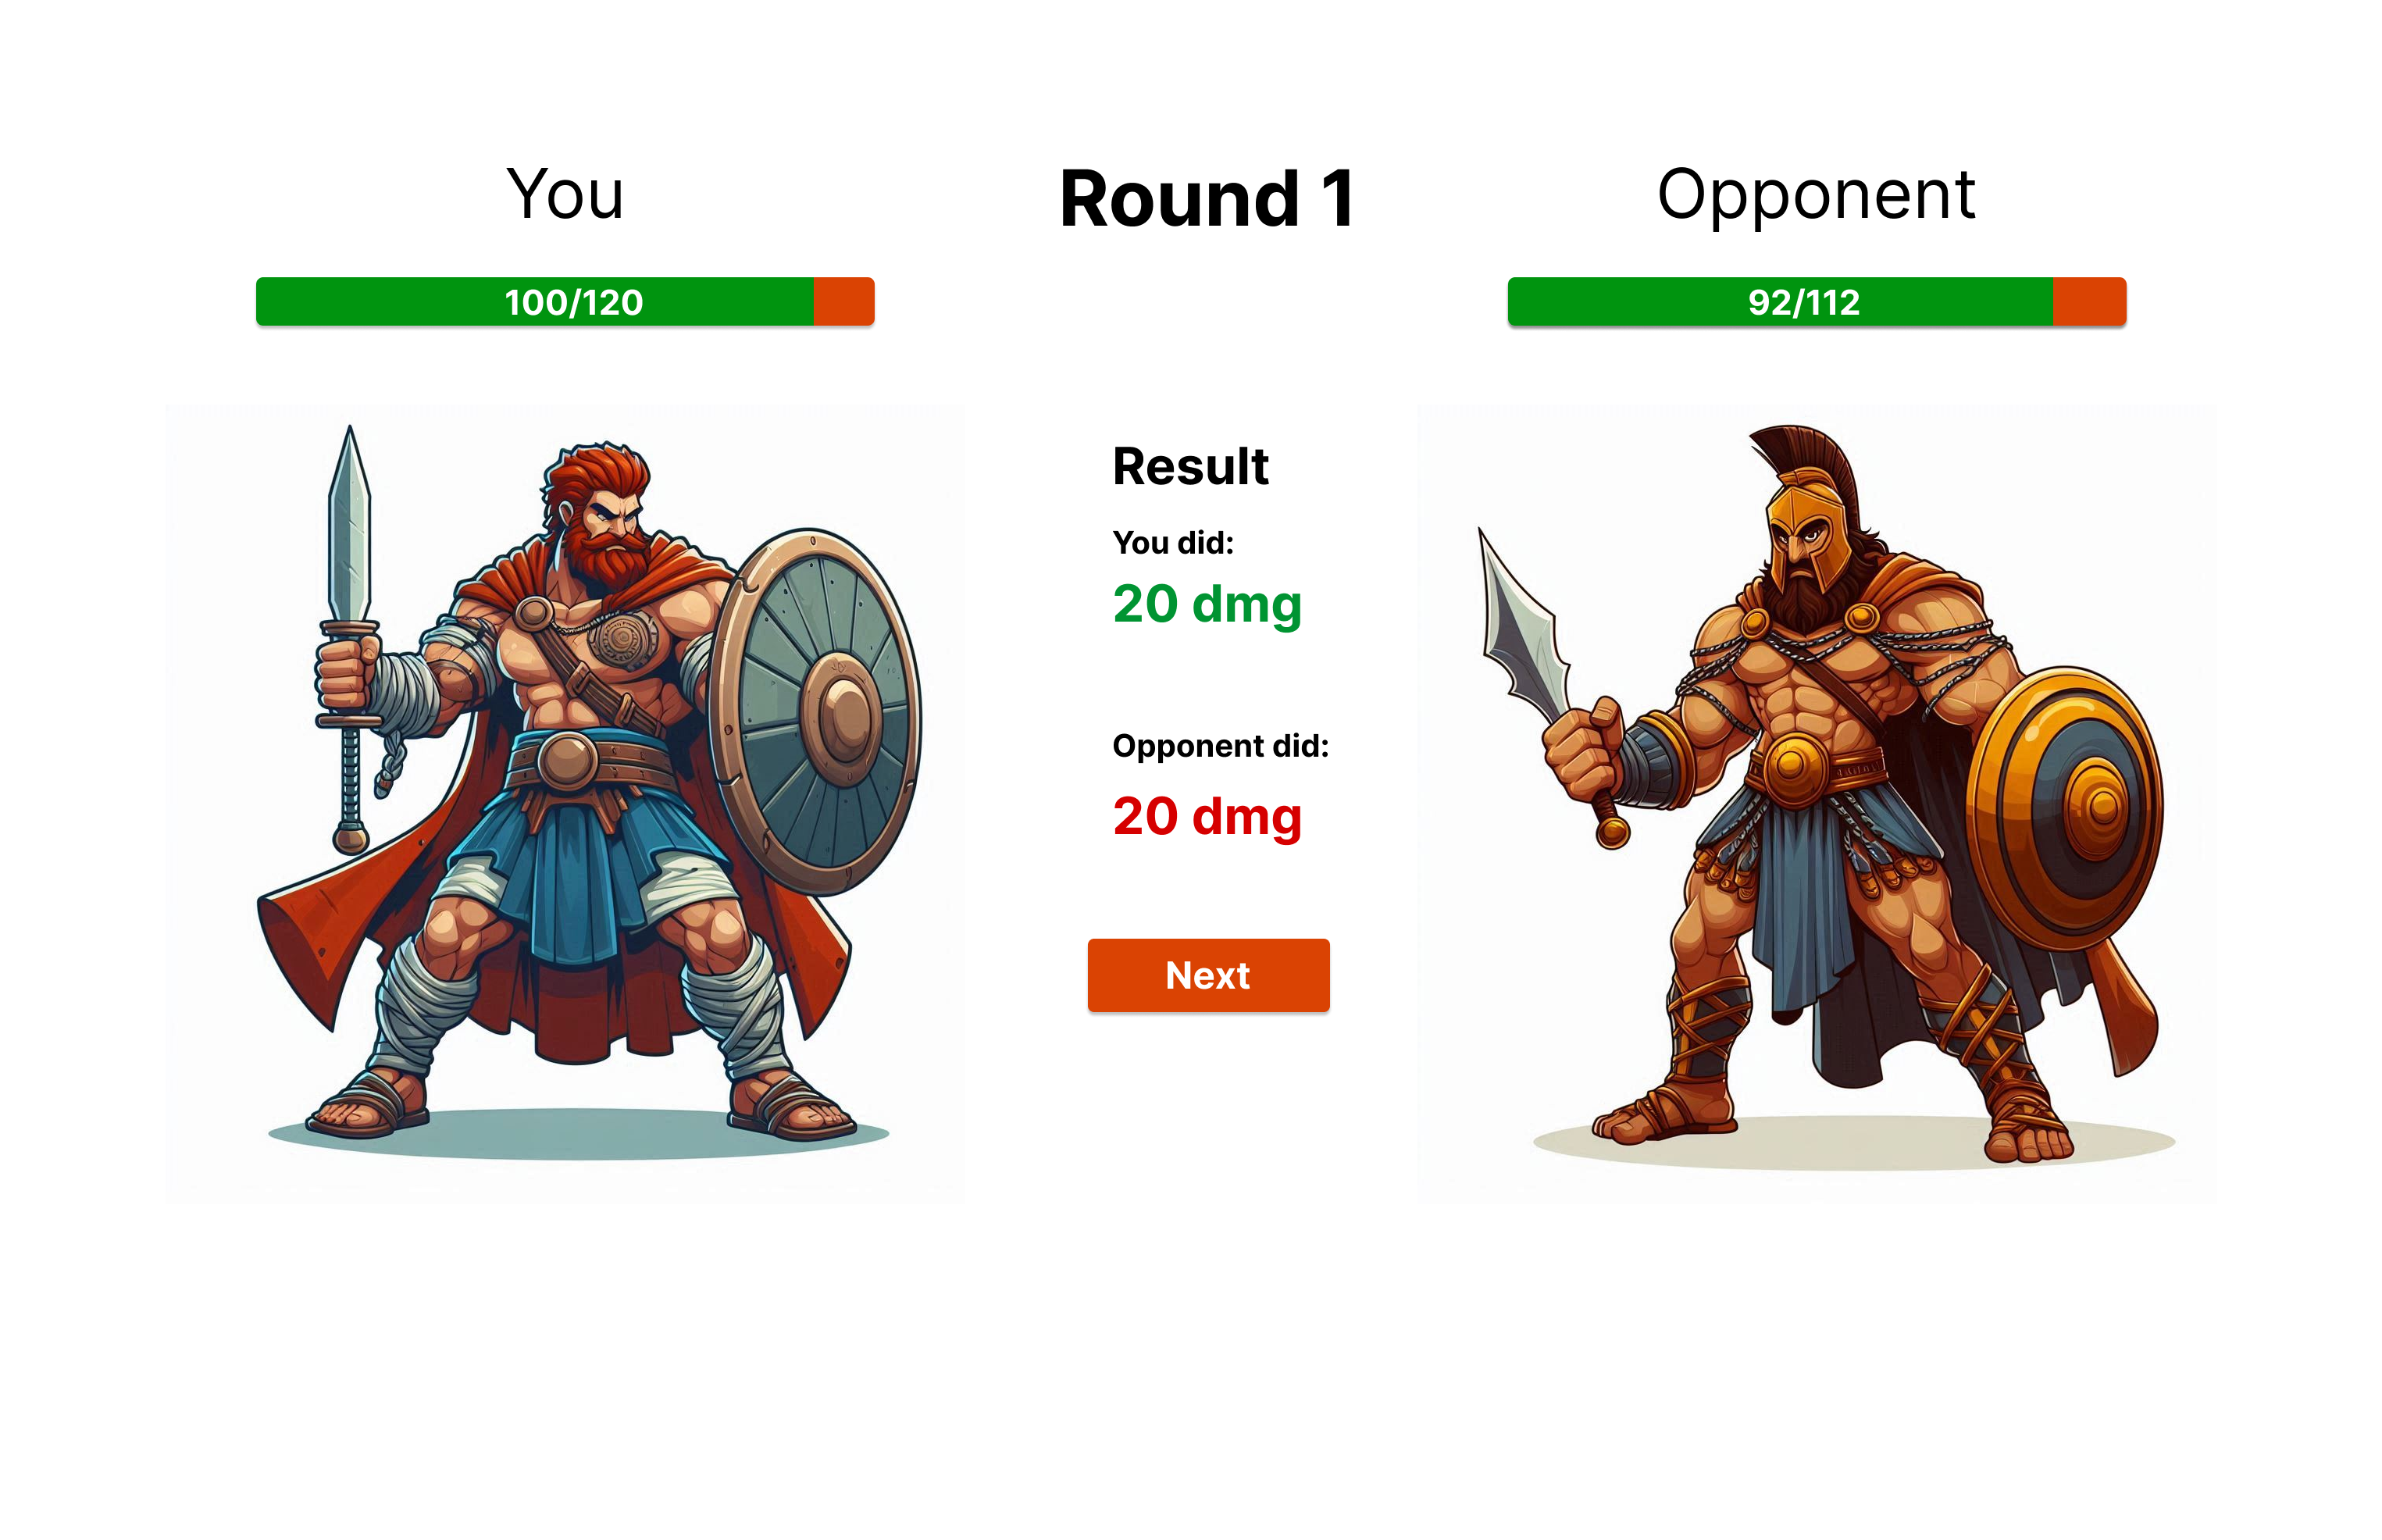 You
Round 1
Opponent
100/120
92/112
Result
You did:
20 dmg
Opponent did:
20 dmg
Next